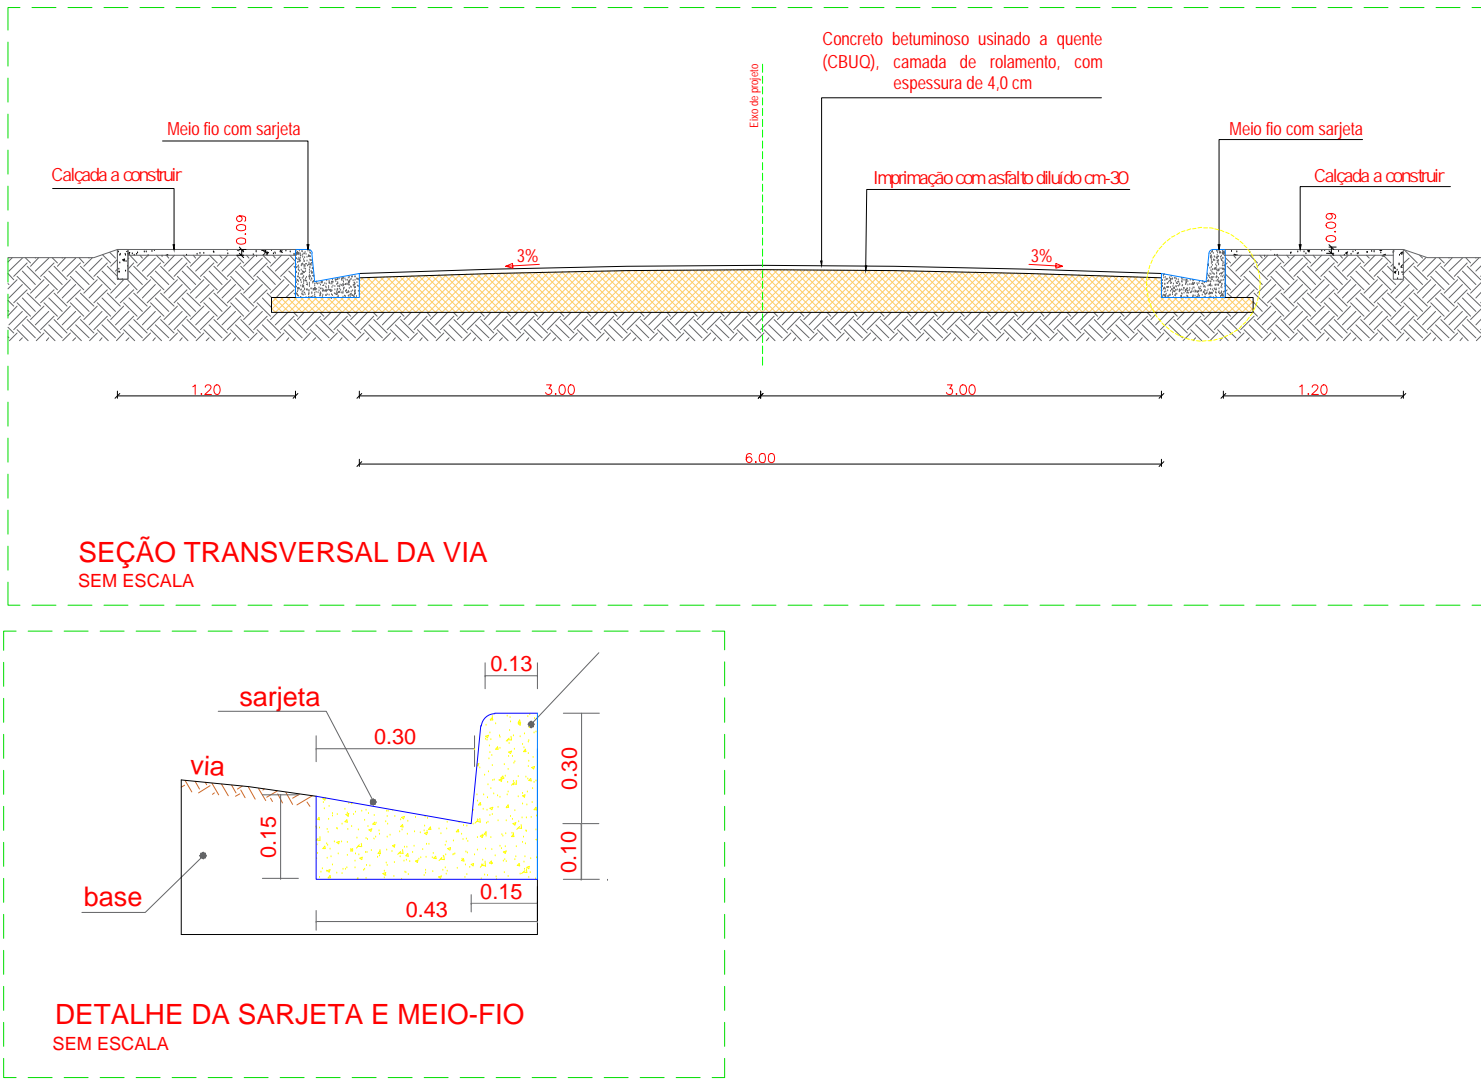 Concreto betuminoso usinado a quente
(CBUQ), camada de rolamento, com
espessura de 4,0 cm
Eixo de projeto
Meio fio com sarjeta
Meio fio com sarjeta
Calçada a construir
Imprimação com asfalto diluído cm-30
Calçada a construir
0.09
0.09
3%
3%
1.20
3.00
3.00
1.20
6.00
SEÇÃO TRANSVERSAL DA VIA
SEM ESCALA
0.13
sarjeta
0.30
via
0.30
0.15
0.10
base
0.15
0.43
DETALHE DA SARJETA E MEIO-FIO
SEM ESCALA